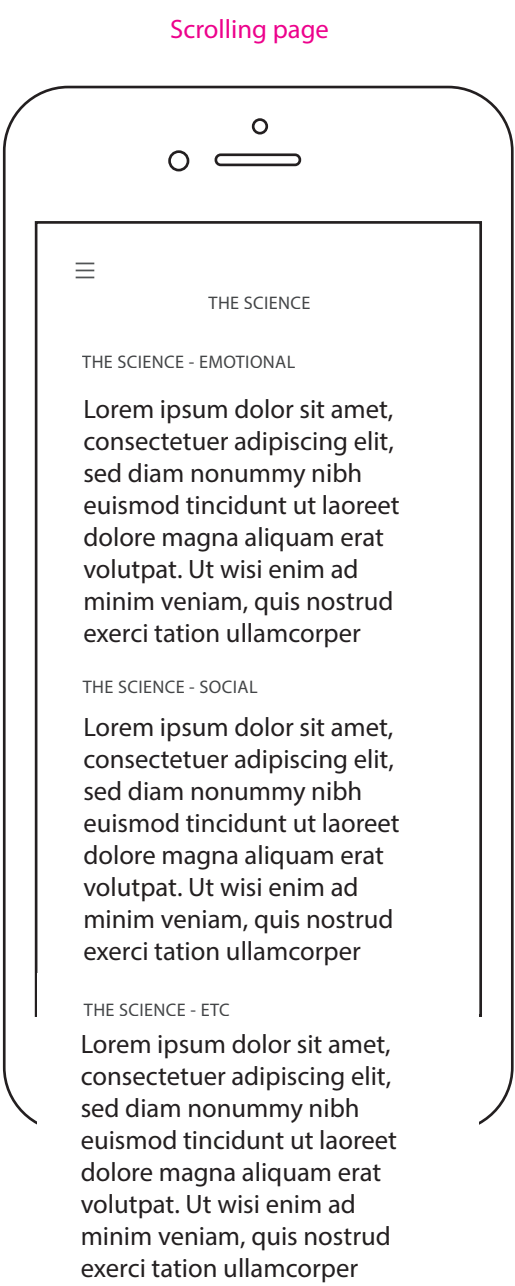 Scrolling page
THE SCIENCE
THE SCIENCE - EMOTIONAL
Lorem ipsum dolor sit amet,
consectetuer adipiscing elit,
sed diam nonummy nibh
euismod tincidunt ut laoreet
dolore magna aliquam erat
volutpat. Ut wisi enim ad
minim veniam, quis nostrud
exerci tation ullamcorper
THE SCIENCE - SOCIAL
Lorem ipsum dolor sit amet,
consectetuer adipiscing elit,
sed diam nonummy nibh
euismod tincidunt ut laoreet
dolore magna aliquam erat
volutpat. Ut wisi enim ad
minim veniam, quis nostrud
exerci tation ullamcorper
THE SCIENCE - ETC
Lorem ipsum dolor sit amet,
consectetuer adipiscing elit,
sed diam nonummy nibh
euismod tincidunt ut laoreet
dolore magna aliquam erat
volutpat. Ut wisi enim ad
minim veniam, quis nostrud
exerci tation ullamcorper